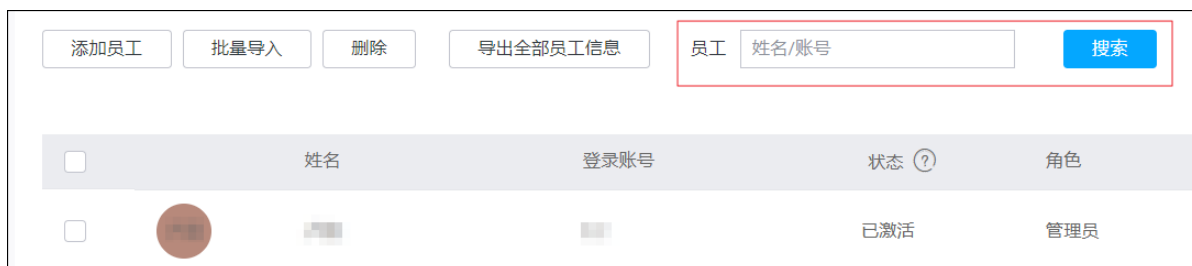 添加员工 批量导入 删除 导出全部员工信息 员工 姓名/账号 搜索
姓名 登录账号 状态 ? 角色
已激活 管理员